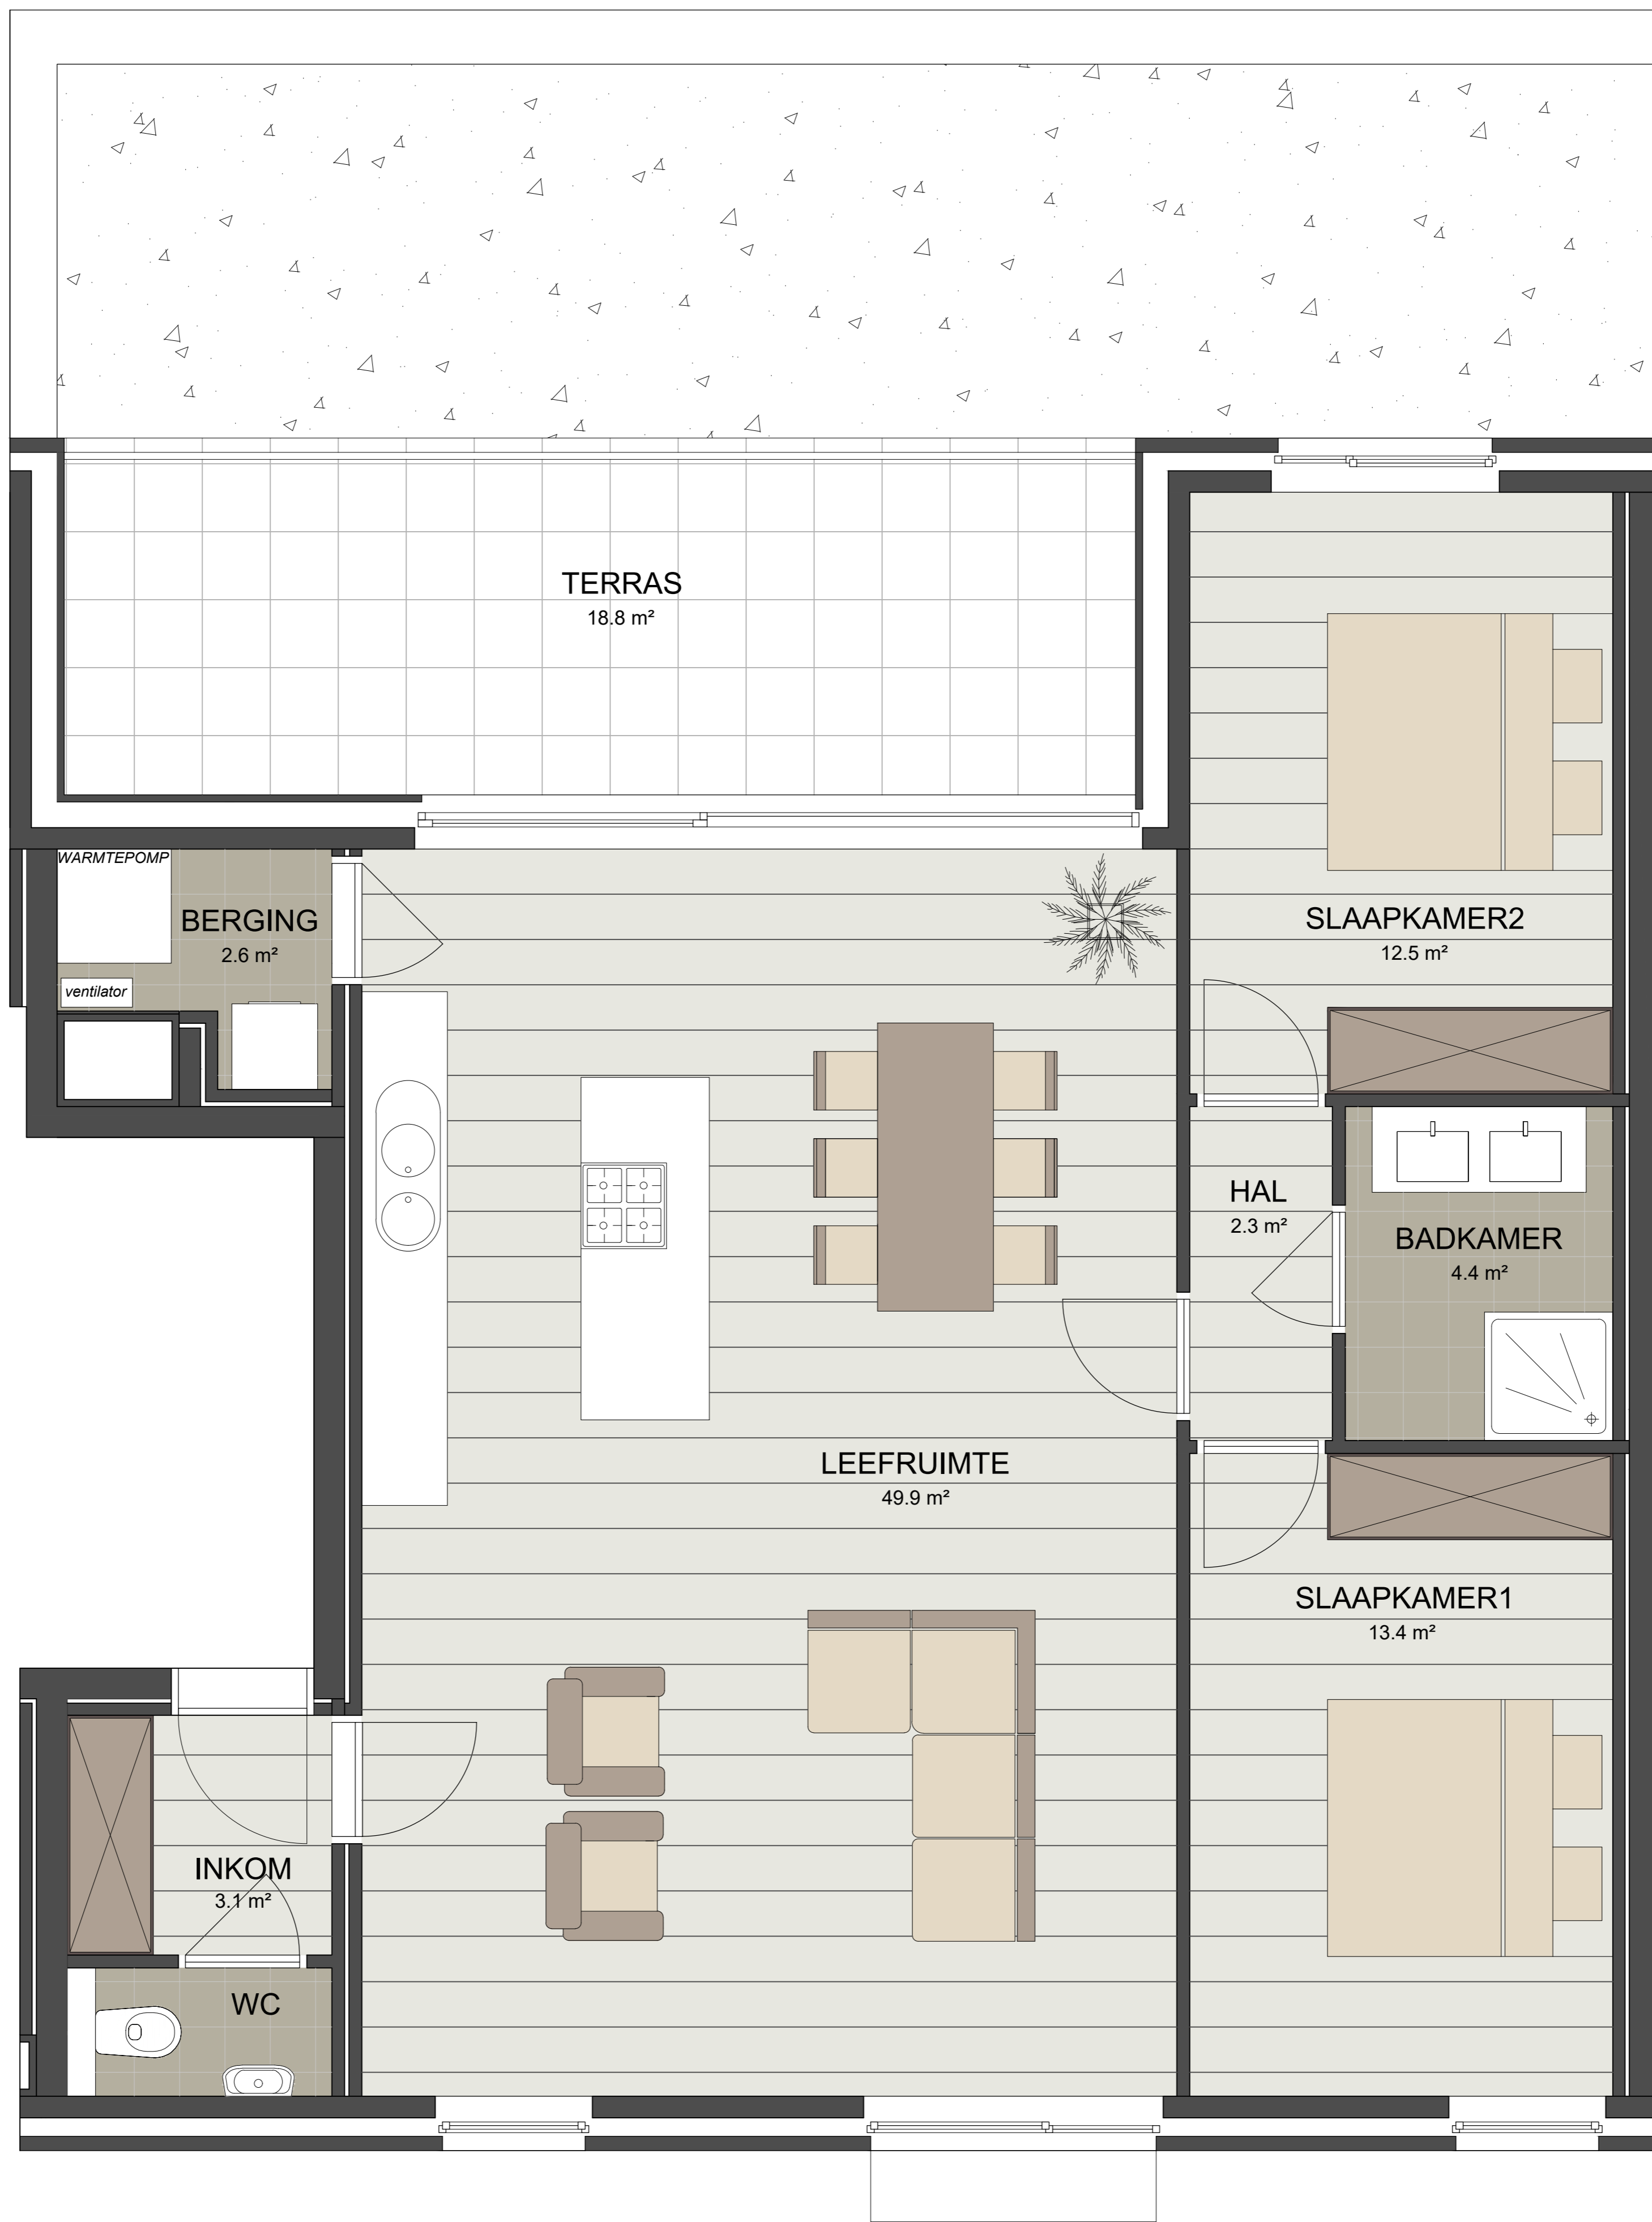 TERRAS
18.8 m²
WARMTEPOMP
BERGING
2.6 m²
ventilator
SLAAPKAMER2
12.5 m²
HAL
2.3 m²
BADKAMER
4.4 m²
LEEFRUIMTE
49.9 m²
SLAAPKAMER1
13.4 m²
INKOM
3.1 m²
WC